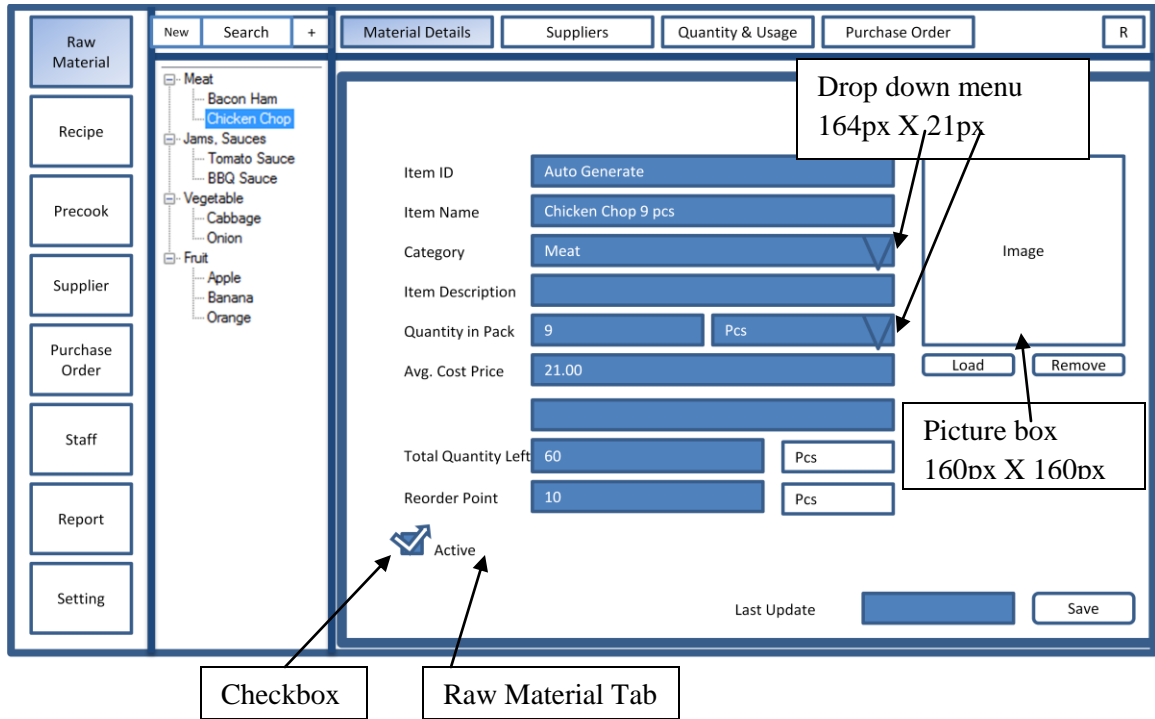 Raw
Material
Recipe
Precook
Supplier
Purchase
Order
Staff
Report
Setting
New Search +
Meat
Bacon Ham
Chicken Chop
Jams, Sauces
Tomato Sauce
BBQ Sauce
Vegetable
Cabbage
Onion
Fruit
Apple
Banana
Orange
Material Details Suppliers Quantity & Usage Purchase Order R
Drop down menu
164px X 21px
Item ID Auto Generate
Item Name Chicken Chop 9 pcs
Category Meat
Item Description
Quantity in Pack 9 Pcs
Avg. Cost Price 21.00
Total Quantity Left 60 Pcs
Reorder Point 10 Pcs
Active
Image
Load Remove
Picture box
160px X 160px
Last Update Save
Checkbox
Raw Material Tab